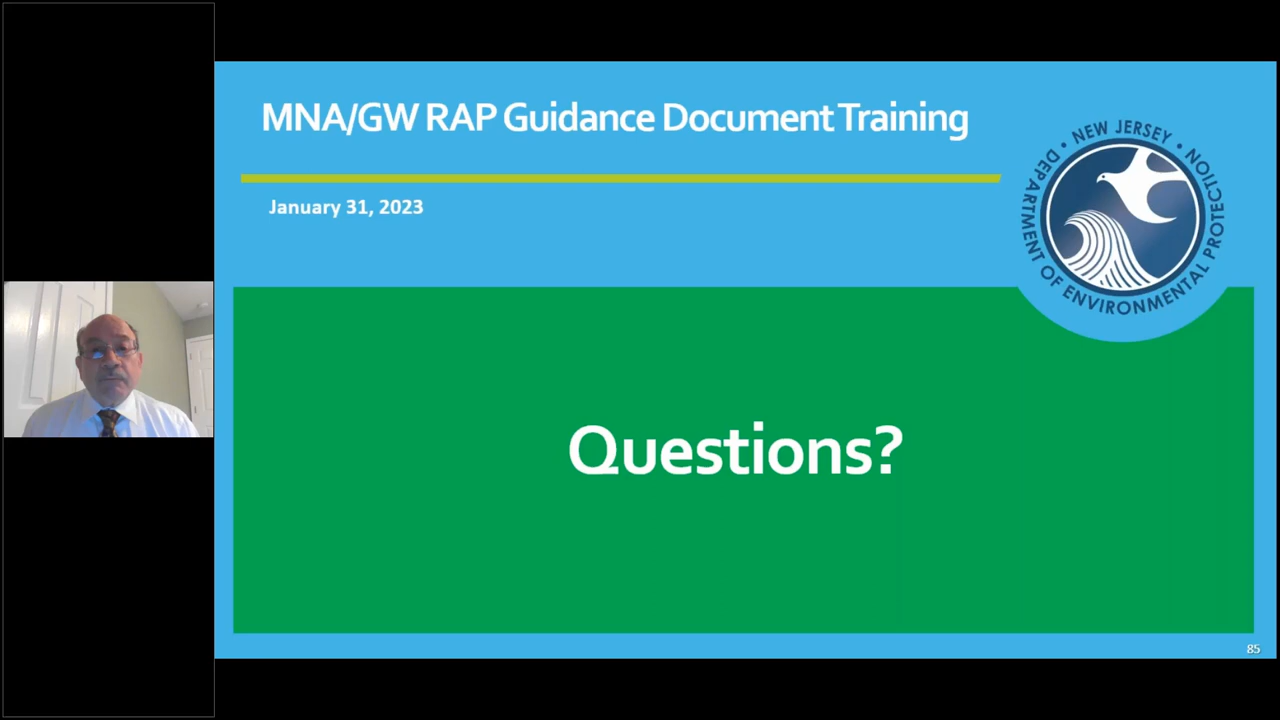 MNA/GW RAP Guidance Document Training
January 31, 2023
• NEW JERSEY •
DEPARTMENT OF ENVIRONMENTAL PROTECTION
Questions?
85